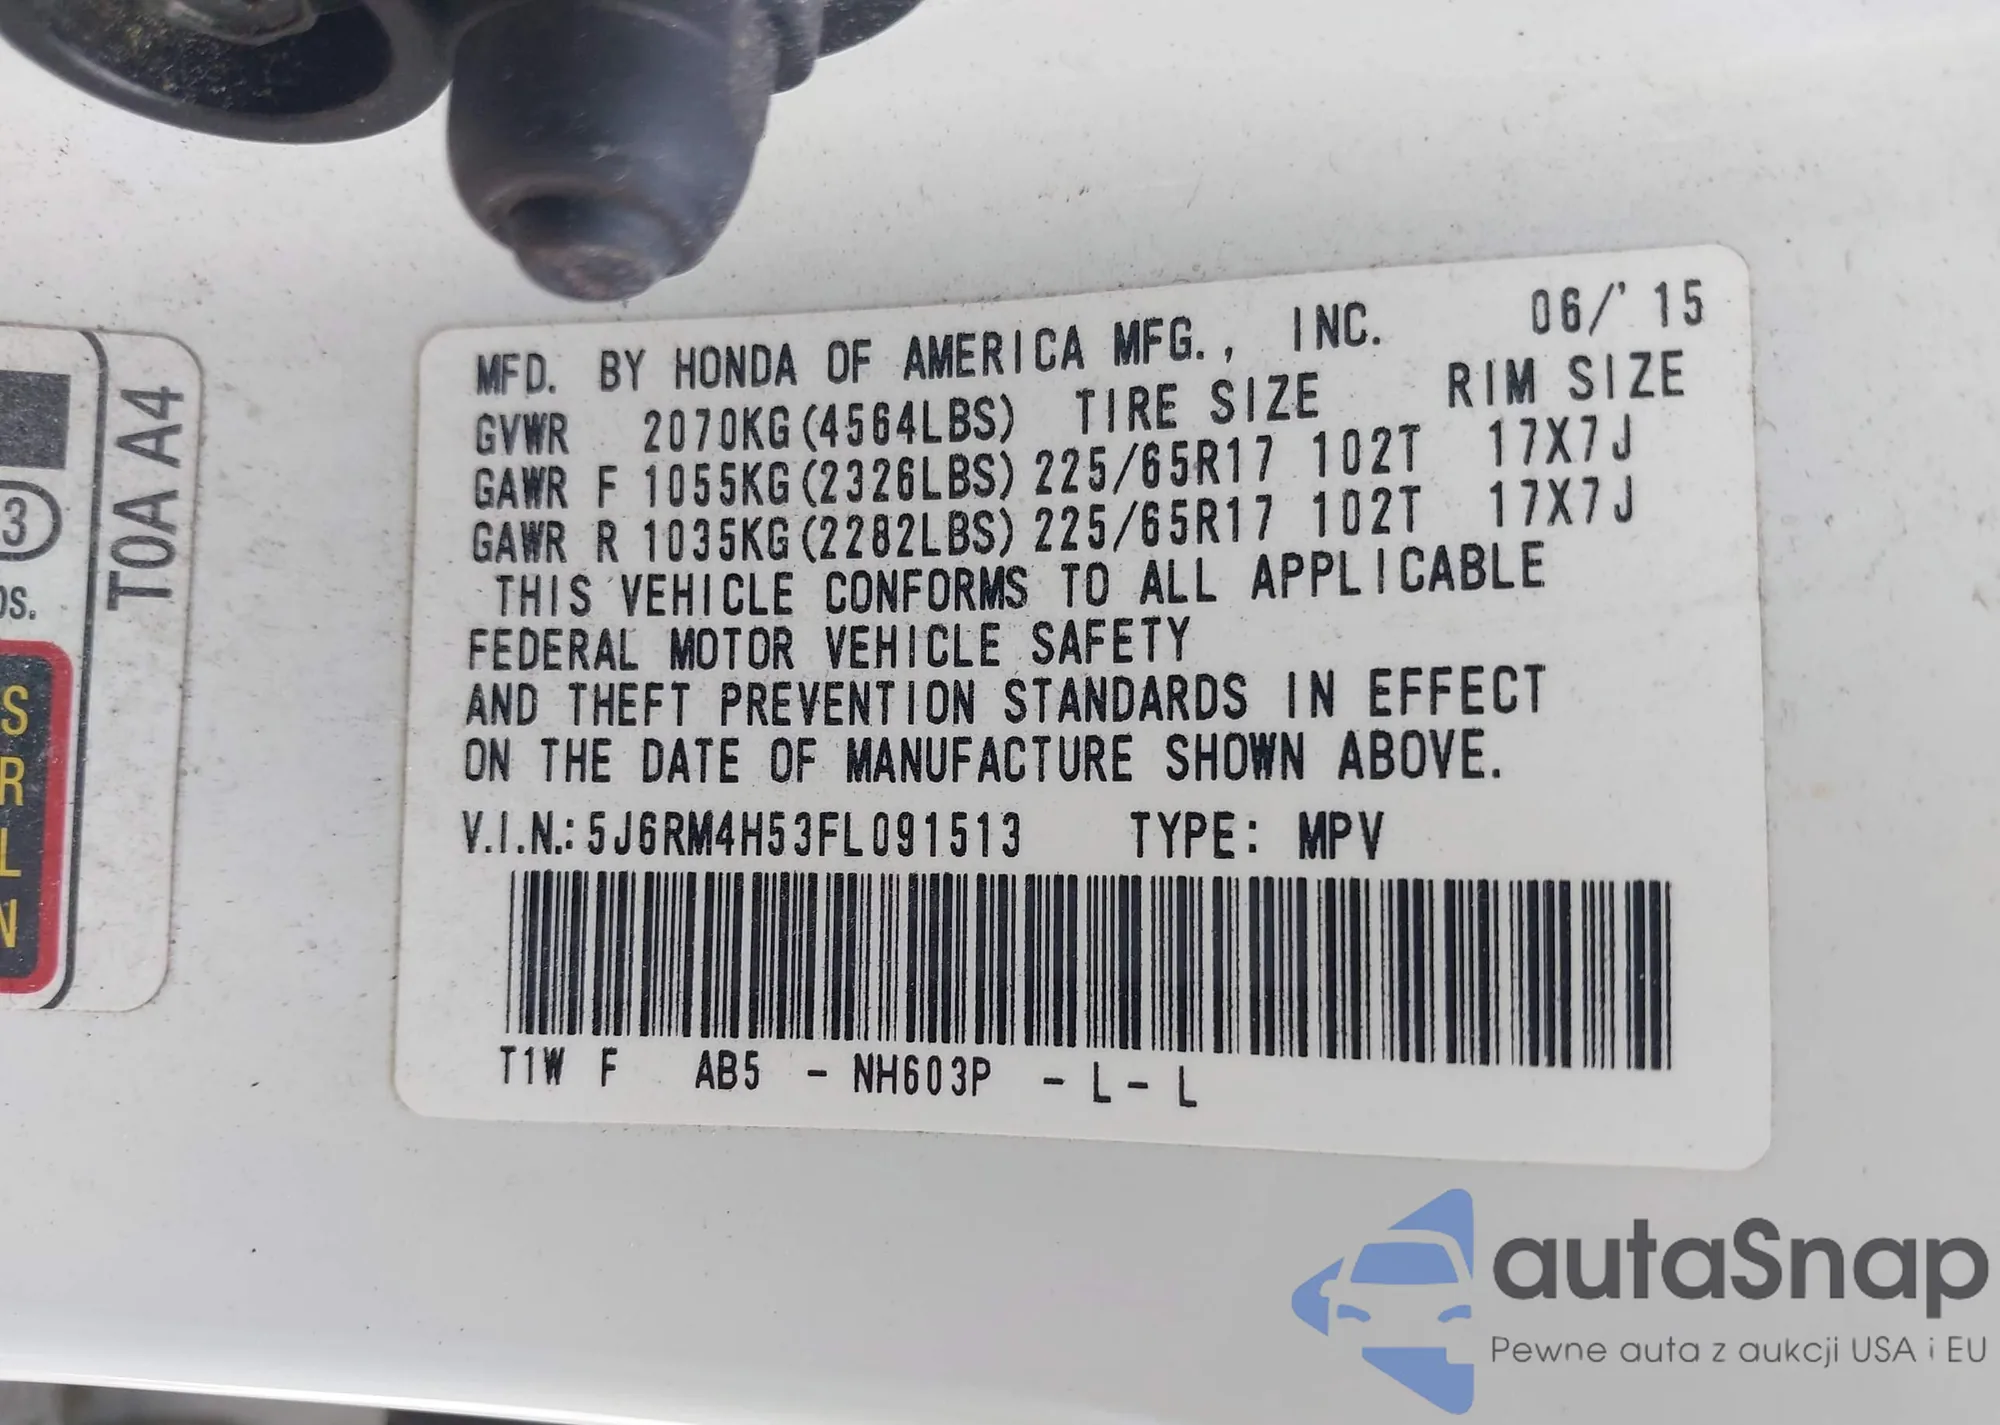 MFD. BY HONDA OF AMERICA MFG., INC. 06/'15
GVWR 2070KG(4564LBS) TIRE SIZE RIM SIZE
GAWR F 1055KG(2326LBS) 225/65R17 102T 17X7J
GAWR R 1035KG(2282LBS) 225/65R17 102T 17X7J
THIS VEHICLE CONFORMS TO ALL APPLICABLE
FEDERAL MOTOR VEHICLE SAFETY
AND THEFT PREVENTION STANDARDS IN EFFECT
ON THE DATE OF MANUFACTURE SHOWN ABOVE.
V.I.N.: 5J6RM4H53FL091513 TYPE: MPV
T1W F AB5 - NH603P - L - L
T0A A4
3
S
R
L
N
autaSnap
Pewne auta z aukcji USA i EU